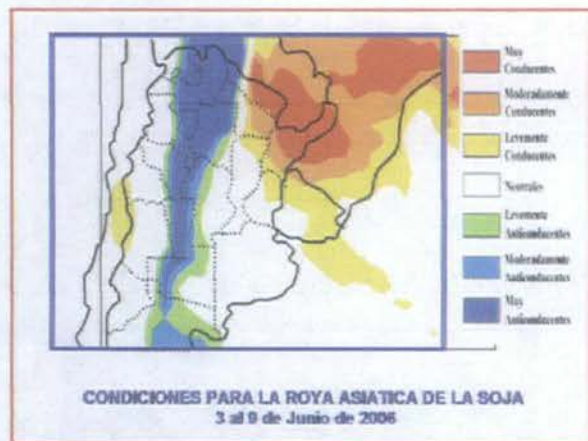 Muy
Conducentes
Moderadamente
Conducentes
Levemente
Conducentes
Neutrales
Levemente
Anticonducentes
Moderadamente
Anticonducentes
Muy
Anticonducentes
CONDICIONES PARA LA ROYA ASIATICA DE LA SOJA
3 al 9 de Junio de 2006